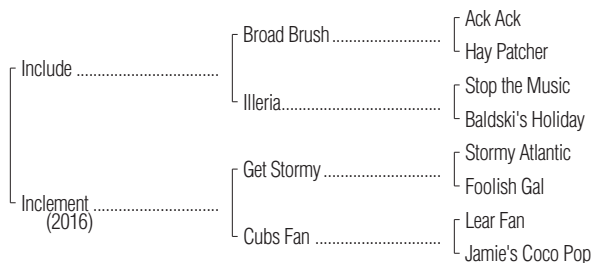 Ack Ack
Broad Brush
Hay Patcher
Include
Stop the Music
Illeria
Baldski's Holiday
Stormy Atlantic
Get Stormy
Foolish Gal
Inclement
(2016)
Lear Fan
Cubs Fan
Jamie's Coco Pop